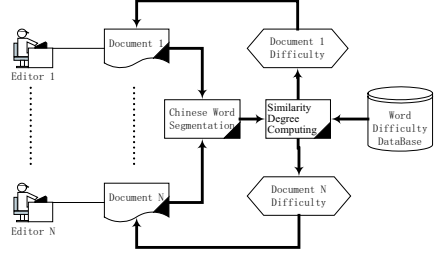 Document 1
Editor 1
Document 1
Difficulty
Chinese Word
Segmentation
Similarity
Degree
Computing
Word
Difficulty
DataBase
Document N
Editor N
Document N
Difficulty